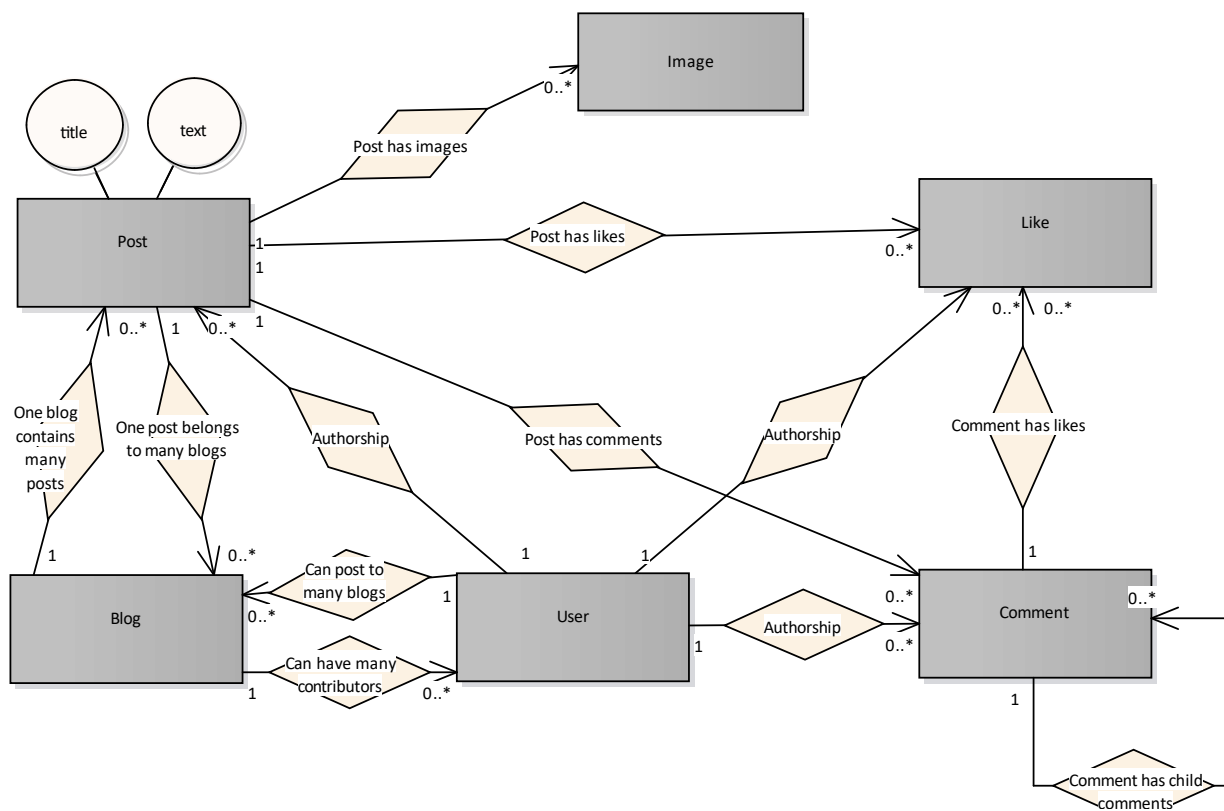 Image
0..*
title
text
Post has images
Post
Like
1
Post has likes
0..*
1
1
0..*
1
0..*
0..*
0..*
One blog
contains
many
posts
One post belongs
to many blogs
Authorship
Post has comments
Authorship
Comment has likes
1
0..*
1
1
1
Can post to
many blogs
1
0..*
0..*
0..*
Blog
User
Comment
Authorship
1
0..*
Can have many
contributors
1
0..*
1
Comment has child
comments